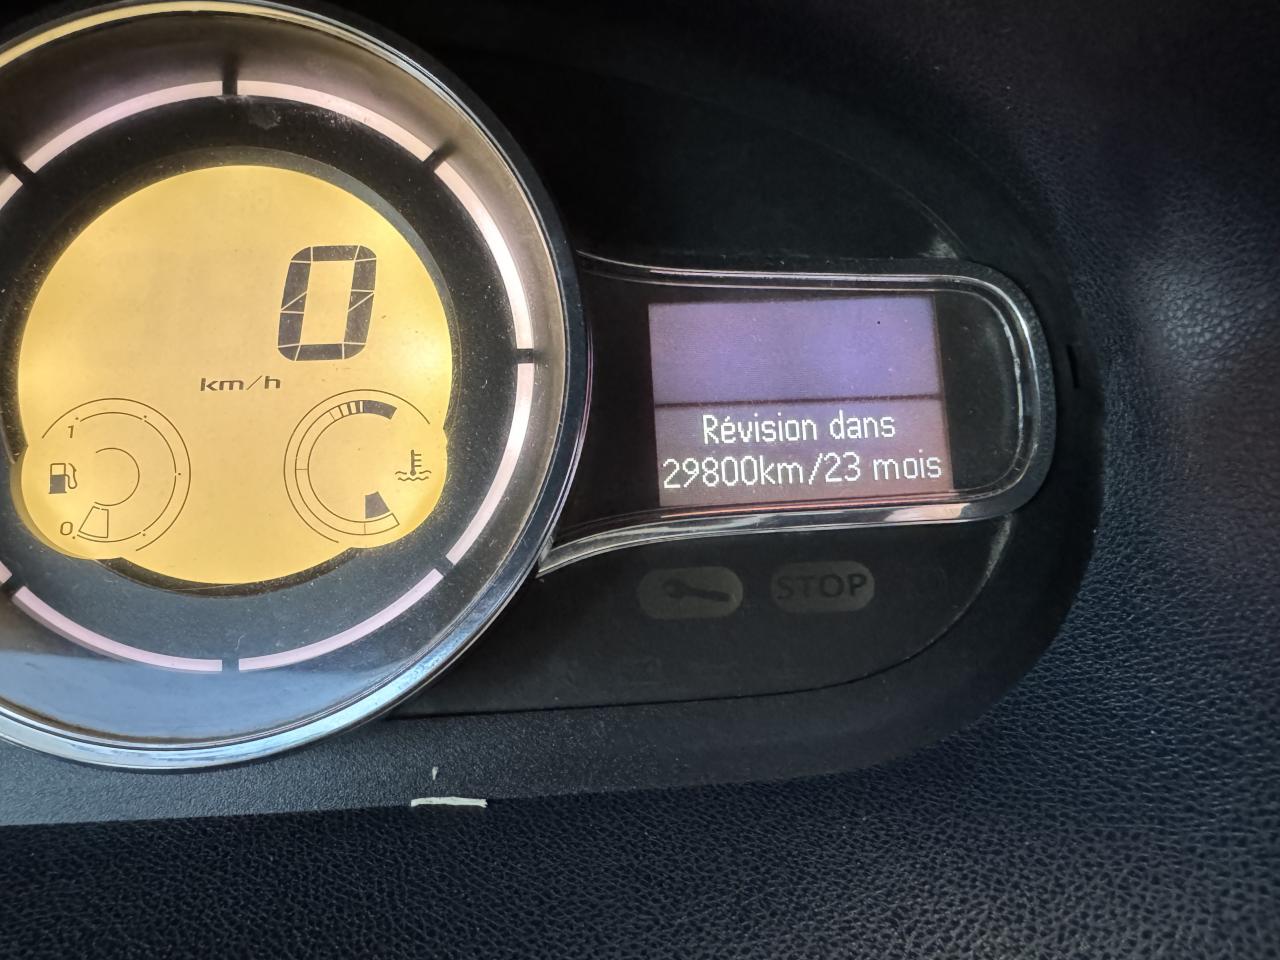 0
km/h
1
0
Révision dans
29800km/23 mois
STOP